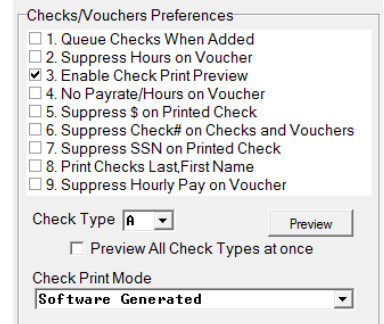 Checks/Vouchers Preferences
1. Queue Checks When Added
2. Suppress Hours on Voucher
3. Enable Check Print Preview
4. No Payrate/Hours on Voucher
5. Suppress $ on Printed Check
6. Suppress Check# on Checks and Vouchers
7. Suppress SSN on Printed Check
8. Print Checks Last,First Name
9. Suppress Hourly Pay on Voucher
Check Type A Preview
Preview All Check Types at once
Check Print Mode
Software Generated